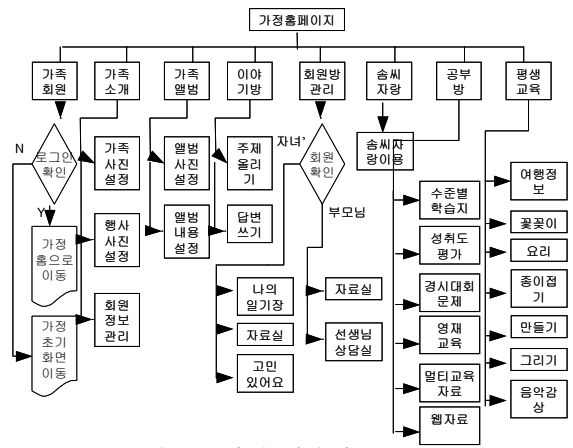 가정홈페이지
가족
회원
가족
소개
가족
앨범
이야
기방
회원방
관리
솜씨
자랑
공부
방
평생
교육
N
로그인
확인
Y
가정
홈으로
이동
가정
초기
화면
이동
가족
사진
설정
행사
사진
설정
회원
정보
관리
앨범
사진
설정
앨범
내용
설정
주제
올리
기
답변
쓰기
자녀'
회원
확인
부모님
나의
일기장
자료실
고민
있어요
자료실
선생님
상담실
솜씨자
랑이용
수준별
학습지
성취도
평가
경시대회
문제
영재
교육
멀티교육
자료
웹자료
여행정
보
꽃꽂이
요리
종이접
기
만들기
그리기
음악감
상